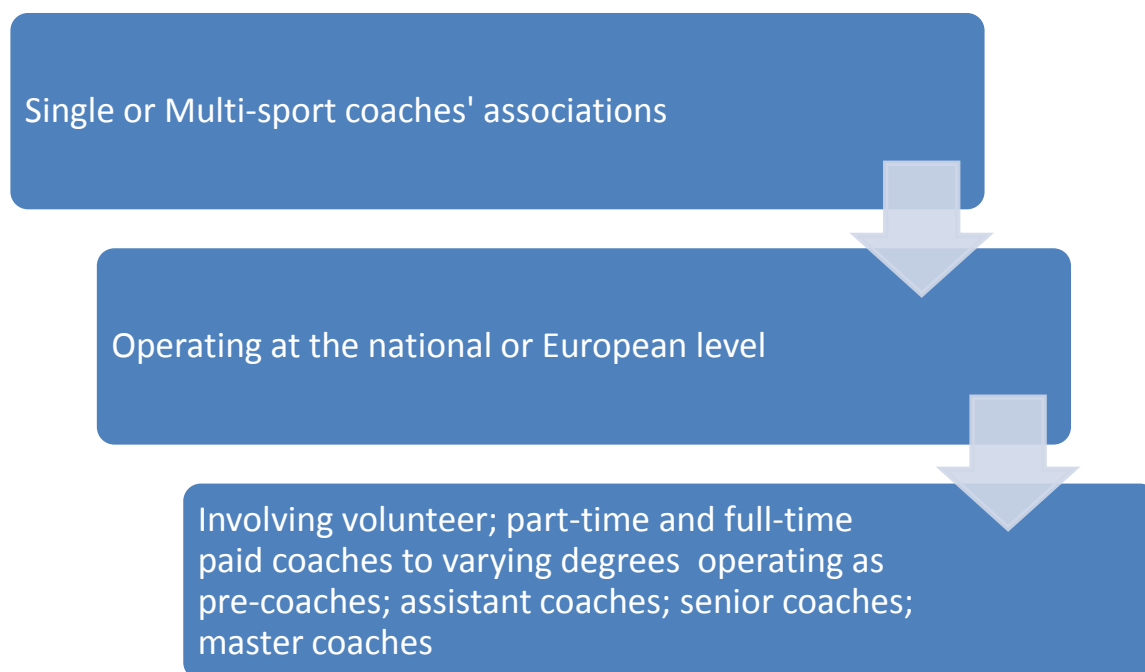 Single or Multi-sport coaches' associations
Operating at the national or European level
Involving volunteer; part-time and full-time
paid coaches to varying degrees  operating as
pre-coaches; assistant coaches; senior coaches;
master coaches